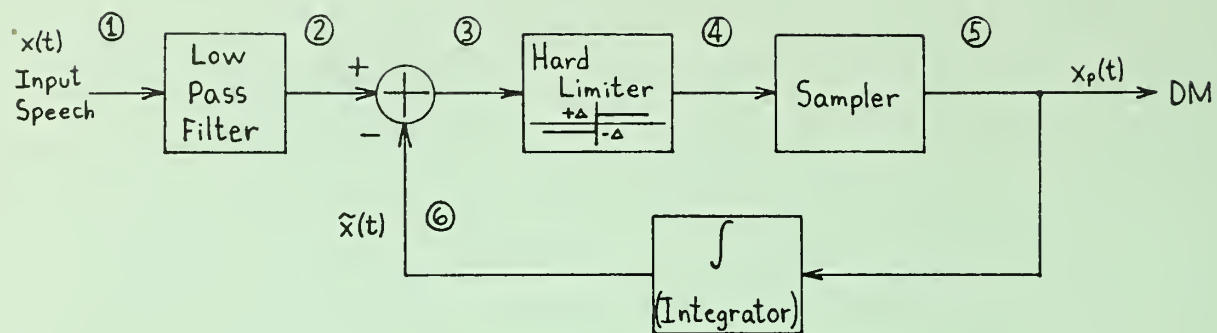 ① ② ③ ④ ⑤
x(t)
Input
Speech
Low
Pass
Filter
+
−
Hard
Limiter
+Δ
-Δ
Sampler
xₚ(t)
DM
x̃(t)
⑥
∫
(Integrator)